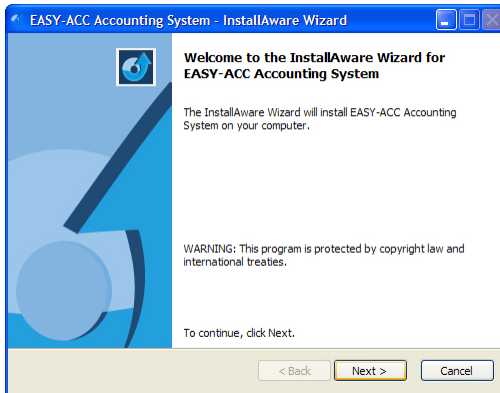 EASY-ACC Accounting System - InstallAware Wizard
Welcome to the InstallAware Wizard for
EASY-ACC Accounting System
The InstallAware Wizard will install EASY-ACC Accounting
System on your computer.
WARNING: This program is protected by copyright law and
international treaties.
To continue, click Next.
< Back
Next >
Cancel